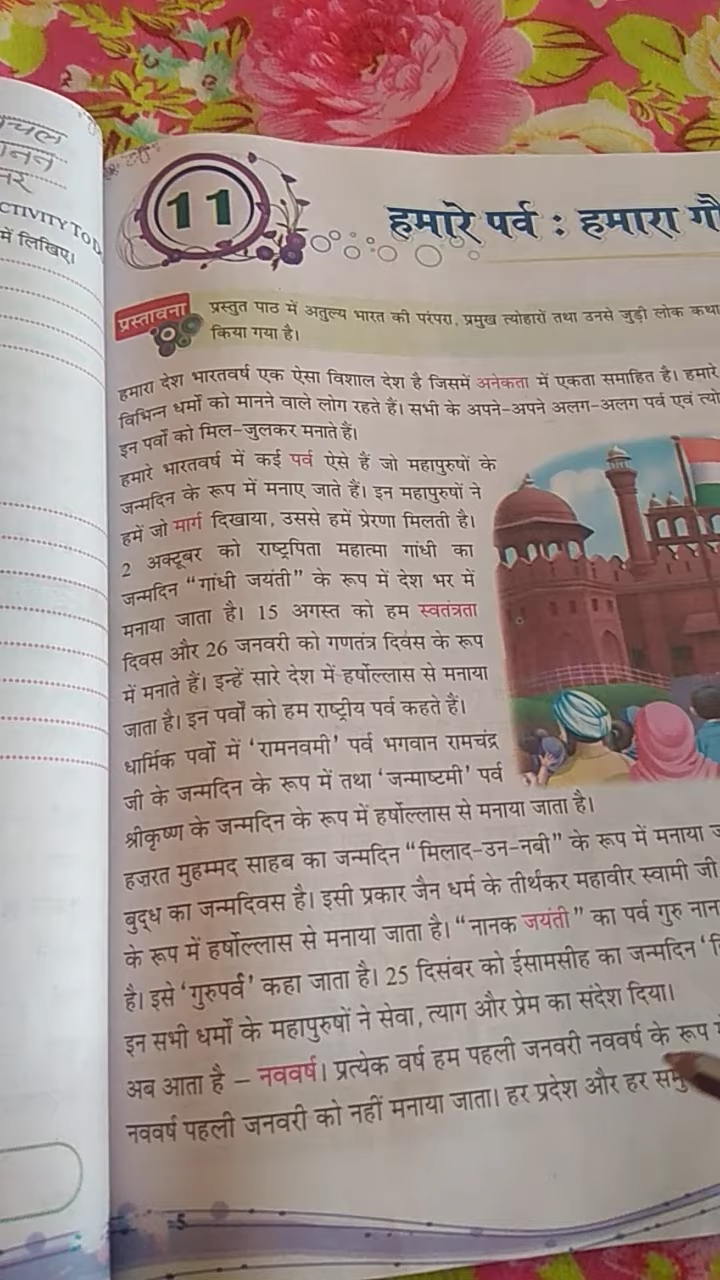 CTIVITY TO D
में लिखिए।
11
हमारे पर्व : हमारा गौ
प्रस्तावना
प्रस्तुत पाठ में अतुल्य भारत की परंपरा, प्रमुख त्योहारों तथा उनसे जुड़ी लोक कथा
किया गया है।
हमारा देश भारतवर्ष एक ऐसा विशाल देश है जिसमें अनेकता में एकता समाहित है। हमारे
विभिन्न धर्मों को मानने वाले लोग रहते हैं। सभी के अपने-अपने अलग-अलग पर्व एवं त्यो
इन पर्वों को मिल-जुलकर मनाते हैं।
हमारे भारतवर्ष में कई पर्व ऐसे हैं जो महापुरुषों के
जन्मदिन के रूप में मनाए जाते हैं। इन महापुरुषों ने
हमें जो मार्ग दिखाया, उससे हमें प्रेरणा मिलती है।
2 अक्टूबर को राष्ट्रपिता महात्मा गांधी का
जन्मदिन “गांधी जयंती” के रूप में देश भर में
मनाया जाता है। 15 अगस्त को हम स्वतंत्रता
दिवस और 26 जनवरी को गणतंत्र दिवस के रूप
में मनाते हैं। इन्हें सारे देश में हर्षोल्लास से मनाया
जाता है। इन पर्वों को हम राष्ट्रीय पर्व कहते हैं।
धार्मिक पर्वों में ‘रामनवमी’ पर्व भगवान रामचंद्र
जी के जन्मदिन के रूप में तथा ‘जन्माष्टमी’ पर्व
श्रीकृष्ण के जन्मदिन के रूप में हर्षोल्लास से मनाया जाता है।
हज़रत मुहम्मद साहब का जन्मदिन “मिलाद-उन-नबी” के रूप में मनाया ज
बुद्ध का जन्मदिवस है। इसी प्रकार जैन धर्म के तीर्थंकर महावीर स्वामी जी
के रूप में हर्षोल्लास से मनाया जाता है। “नानक जयंती” का पर्व गुरु नान
है। इसे ‘गुरुपर्व’ कहा जाता है। 25 दिसंबर को ईसामसीह का जन्मदिन
इन सभी धर्मों के महापुरुषों ने सेवा, त्याग और प्रेम का संदेश दिया।
अब आता है – नववर्ष। प्रत्येक वर्ष हम पहली जनवरी नववर्ष के रूप
नववर्ष पहली जनवरी को नहीं मनाया जाता। हर प्रदेश और हर समु
5